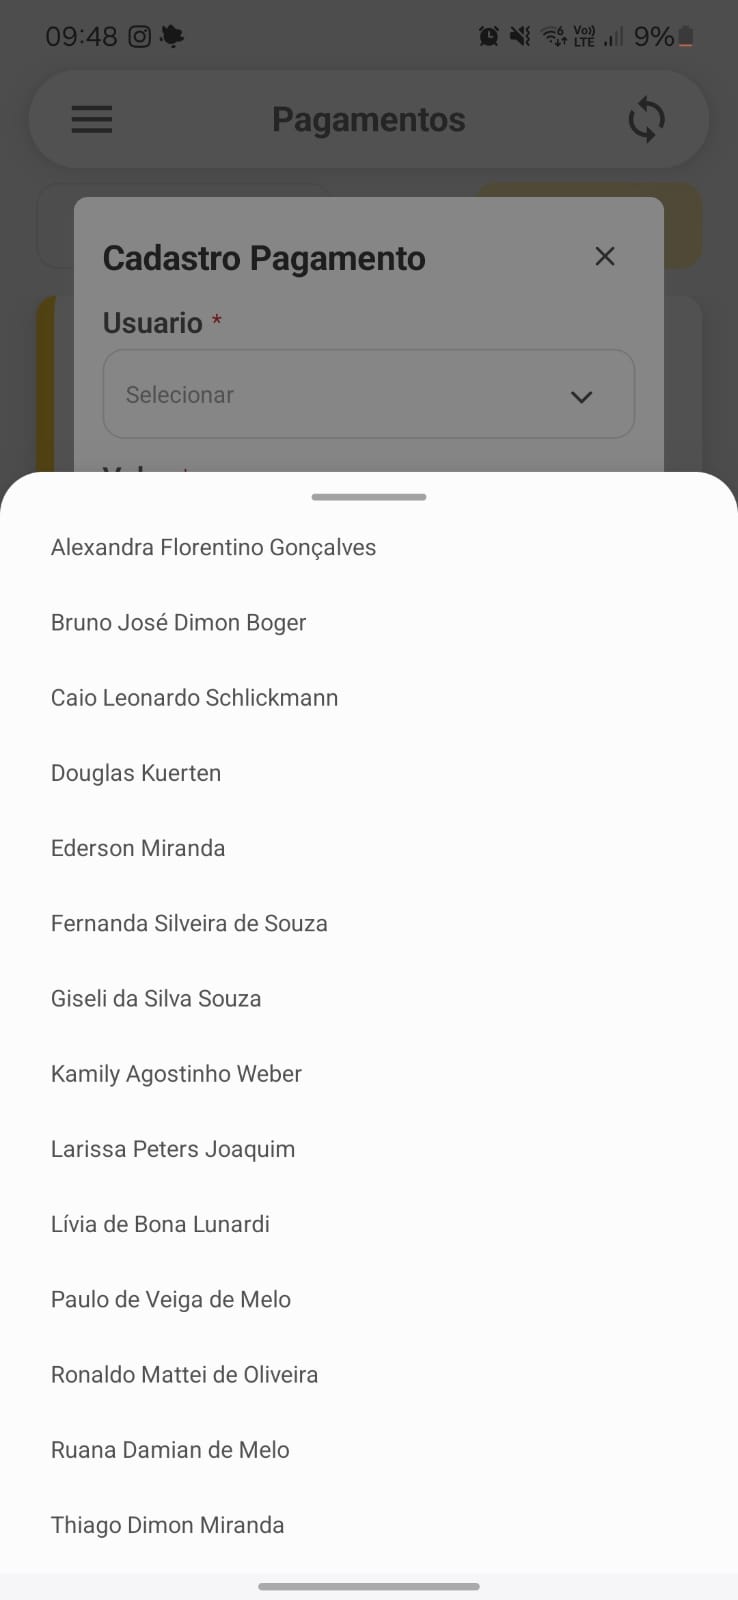 09:48 Vo)) LTE 9%
Pagamentos
Cadastro Pagamento
Usuario *
Selecionar
Alexandra Florentino Gonçalves
Bruno José Dimon Boger
Caio Leonardo Schlickmann
Douglas Kuerten
Ederson Miranda
Fernanda Silveira de Souza
Giseli da Silva Souza
Kamily Agostinho Weber
Larissa Peters Joaquim
Lívia de Bona Lunardi
Paulo de Veiga de Melo
Ronaldo Mattei de Oliveira
Ruana Damian de Melo
Thiago Dimon Miranda